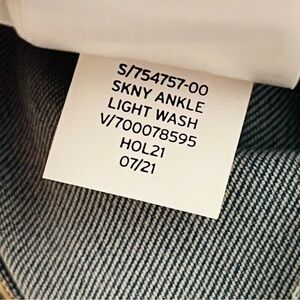 S/754757-00
SKNY ANKLE
LIGHT WASH
V/700078595
HOL21
07/21